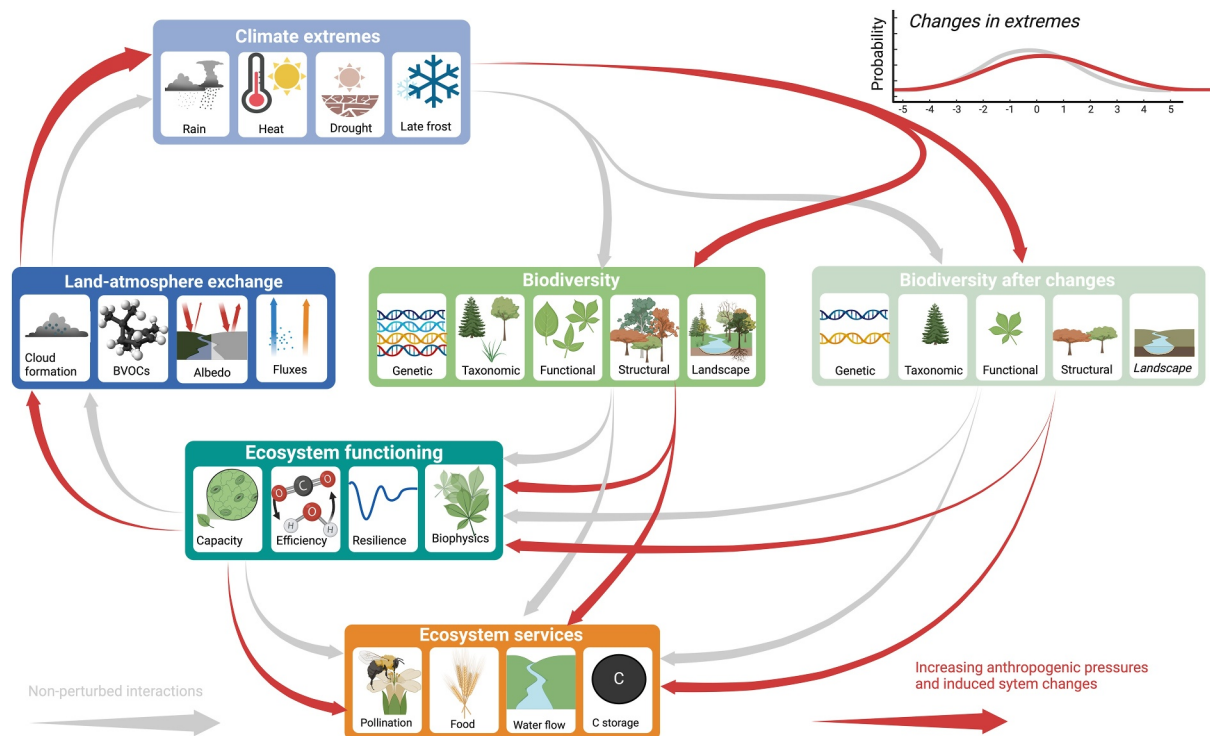 Climate extremes
Rain
Heat
Drought
Late frost
Changes in extremes
Probability
-5 -4 -3 -2 -1 0 1 2 3 4 5
Land-atmosphere exchange
Cloud
formation
BVOCs
Albedo
Fluxes
Biodiversity
Genetic
Taxonomic
Functional
Structural
Landscape
Biodiversity after changes
Genetic
Taxonomic
Functional
Structural
Landscape
Ecosystem functioning
Capacity
O C O
H O H
Efficiency
Resilience
Biophysics
Ecosystem services
Pollination
Food
Water flow
C
C storage
Non-perturbed interactions
Increasing anthropogenic pressures
and induced sytem changes